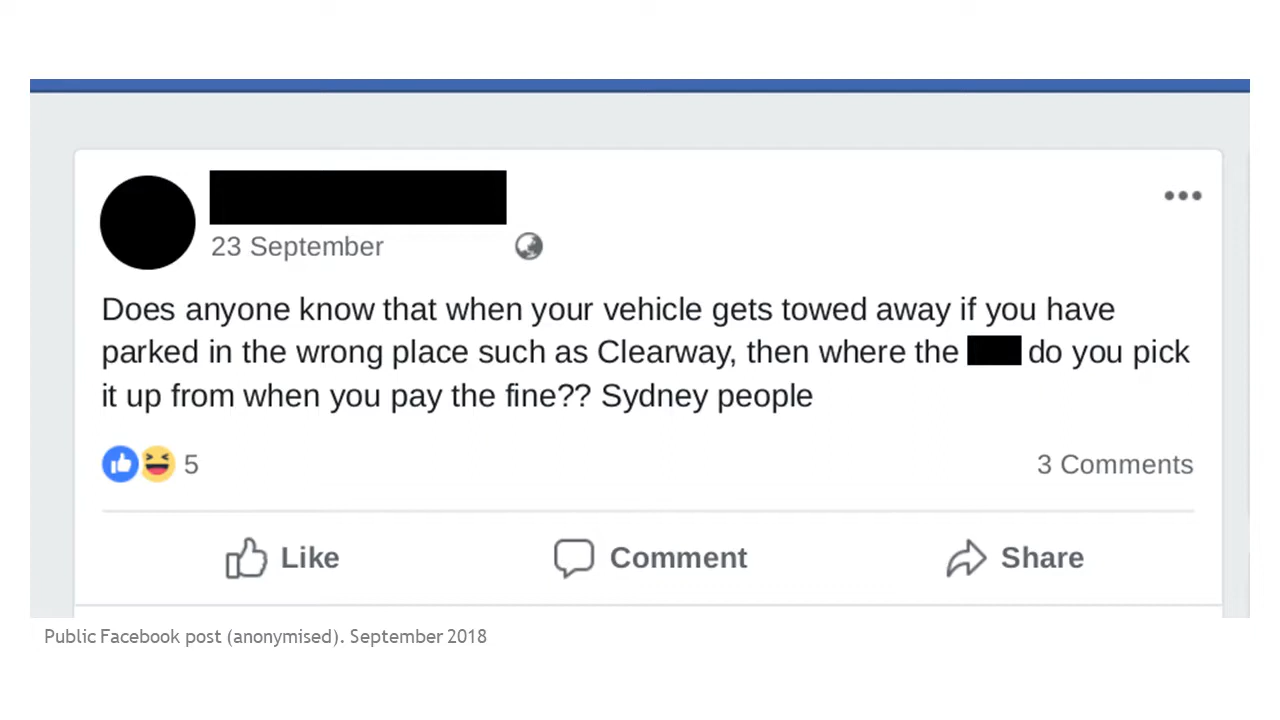 23 September
Does anyone know that when your vehicle gets towed away if you have
parked in the wrong place such as Clearway, then where the do you pick
it up from when you pay the fine?? Sydney people
5
3 Comments
Like
Comment
Share
Public Facebook post (anonymised). September 2018